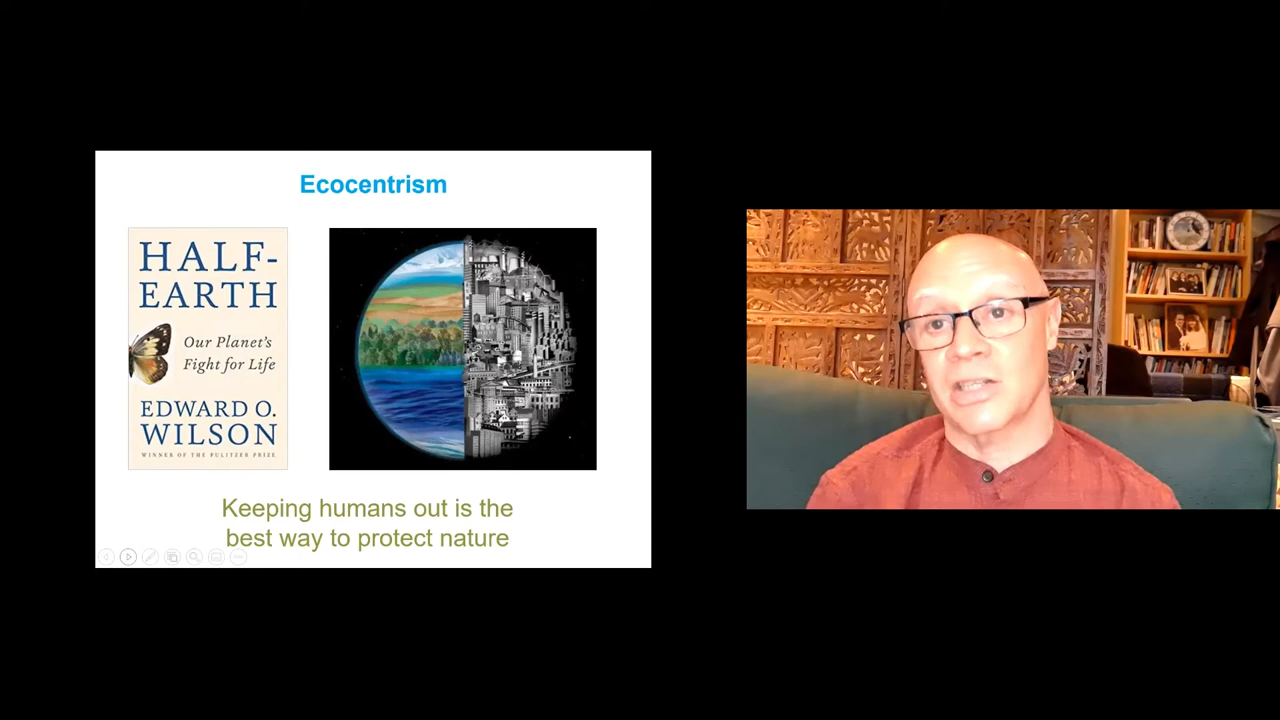 Ecocentrism
HALF-
EARTH
Our Planet's
Fight for Life
EDWARD O.
WILSON
WINNER OF THE PULITZER PRIZE
Keeping humans out is the
best way to protect nature